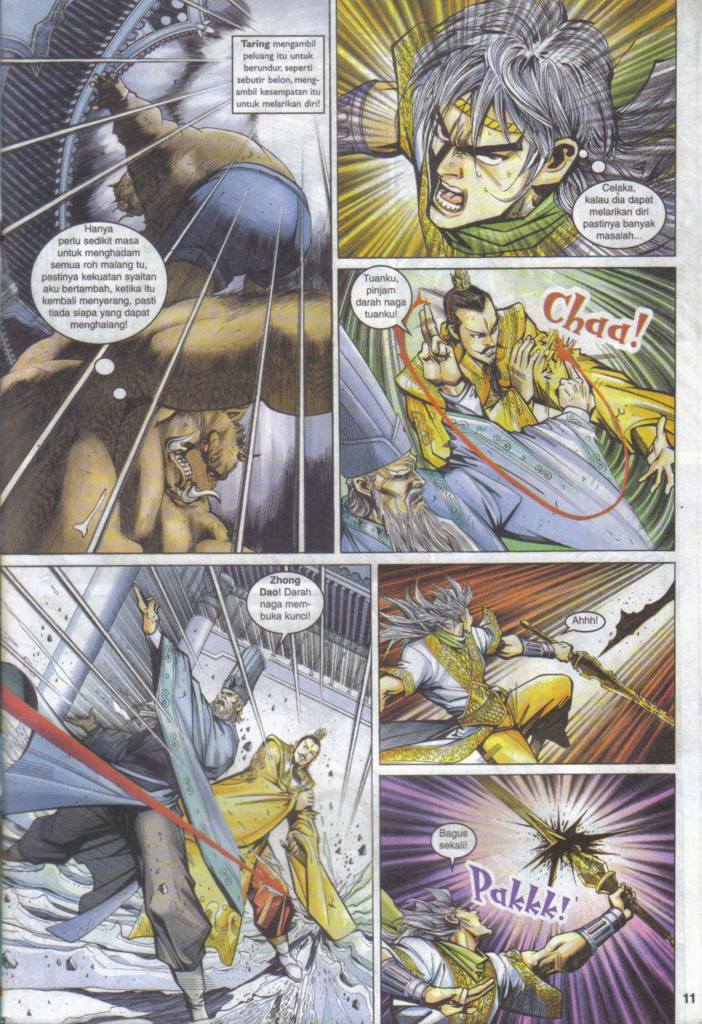 Taring mengambil
peluang itu untuk
berundur, seperti
sebutir belon, meng-
ambil kesempatan itu
untuk melarikan diri!
Hanya
perlu sedikit masa
untuk menghadam
semua roh malang tu,
pastinya kekuatan syaitan
aku bertambah, ketika itu
kembali menyerang, pasti
tiada siapa yang dapat
menghalang!
Celaka,
kalau dia dapat
melarikan diri
pastinya banyak
masalah...
Tuanku,
pinjam
darah naga
tuanku!
Chaa!
Zhong
Dao! Darah
naga mem-
buka kunci!
Ahhh!
Bagus
sekali!
Pakkk!
11